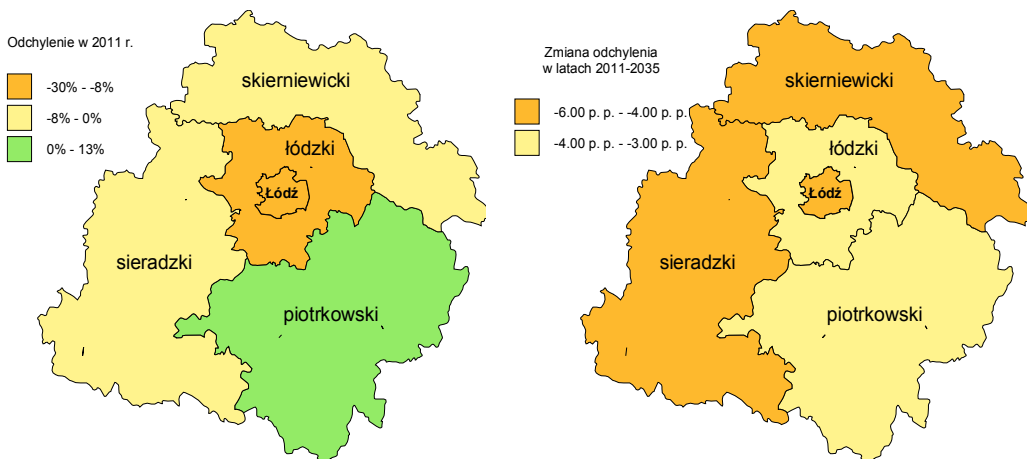 Odchylenie w 2011 r.
-30% - -8%
-8% - 0%
0% - 13%
skierniewicki
łódzki
Łódź
sieradzki
piotrkowski
Zmiana odchylenia
w latach 2011-2035
-6.00 p. p. - -4.00 p. p.
-4.00 p. p. - -3.00 p. p.
skierniewicki
łódzki
Łódź
sieradzki
piotrkowski